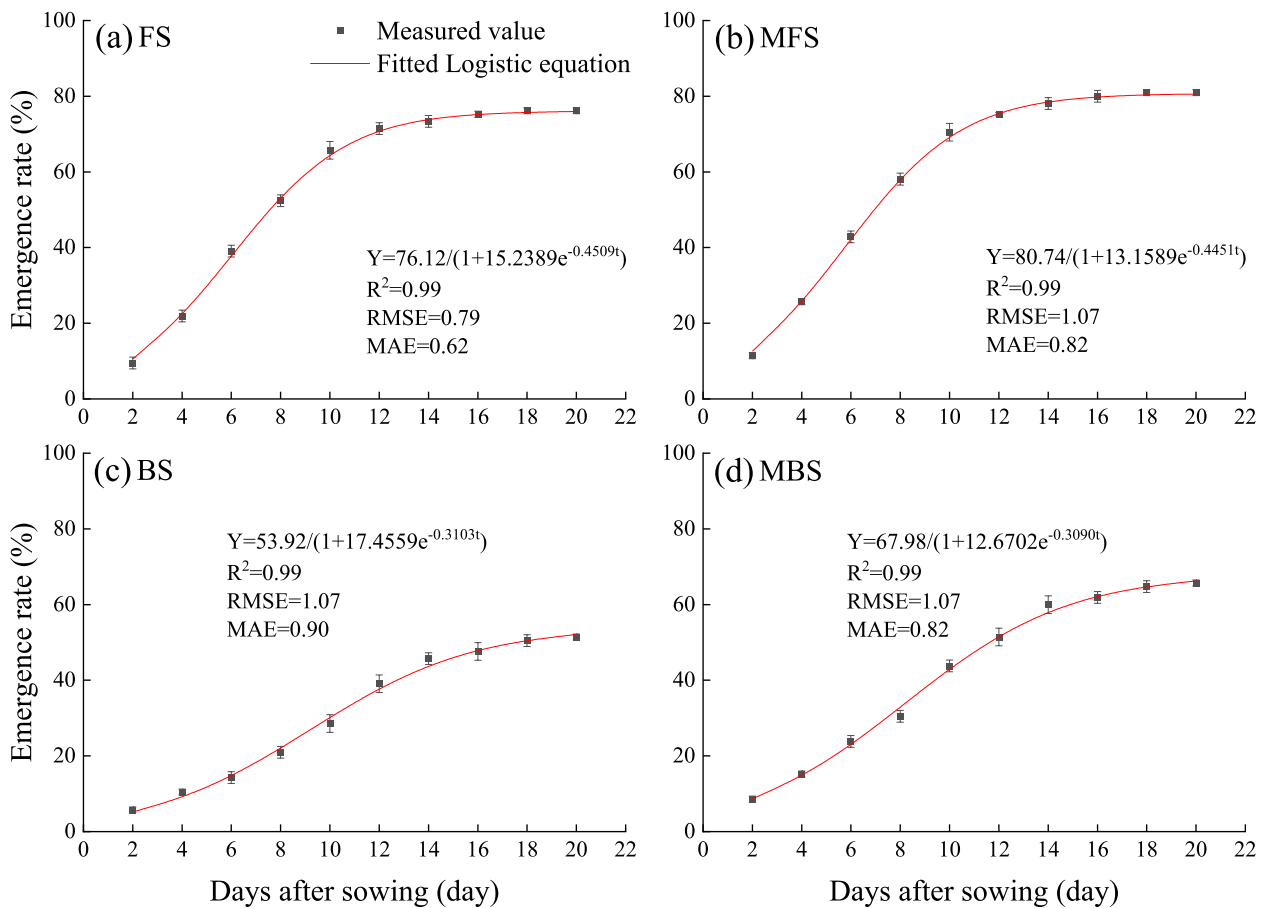 (a) FS
Measured value
Fitted Logistic equation
Emergence rate (%)
100
80
60
40
20
0
Y=76.12/(1+15.2389e^-0.4509t)
R²=0.99
RMSE=0.79
MAE=0.62
0 2 4 6 8 10 12 14 16 18 20 22
(b) MFS
100
80
60
40
20
0
Y=80.74/(1+13.1589e^-0.4451t)
R²=0.99
RMSE=1.07
MAE=0.82
0 2 4 6 8 10 12 14 16 18 20 22
(c) BS
Emergence rate (%)
100
80
60
40
20
0
Y=53.92/(1+17.4559e^-0.3103t)
R²=0.99
RMSE=1.07
MAE=0.90
0 2 4 6 8 10 12 14 16 18 20 22
Days after sowing (day)
(d) MBS
100
80
60
40
20
0
Y=67.98/(1+12.6702e^-0.3090t)
R²=0.99
RMSE=1.07
MAE=0.82
0 2 4 6 8 10 12 14 16 18 20 22
Days after sowing (day)